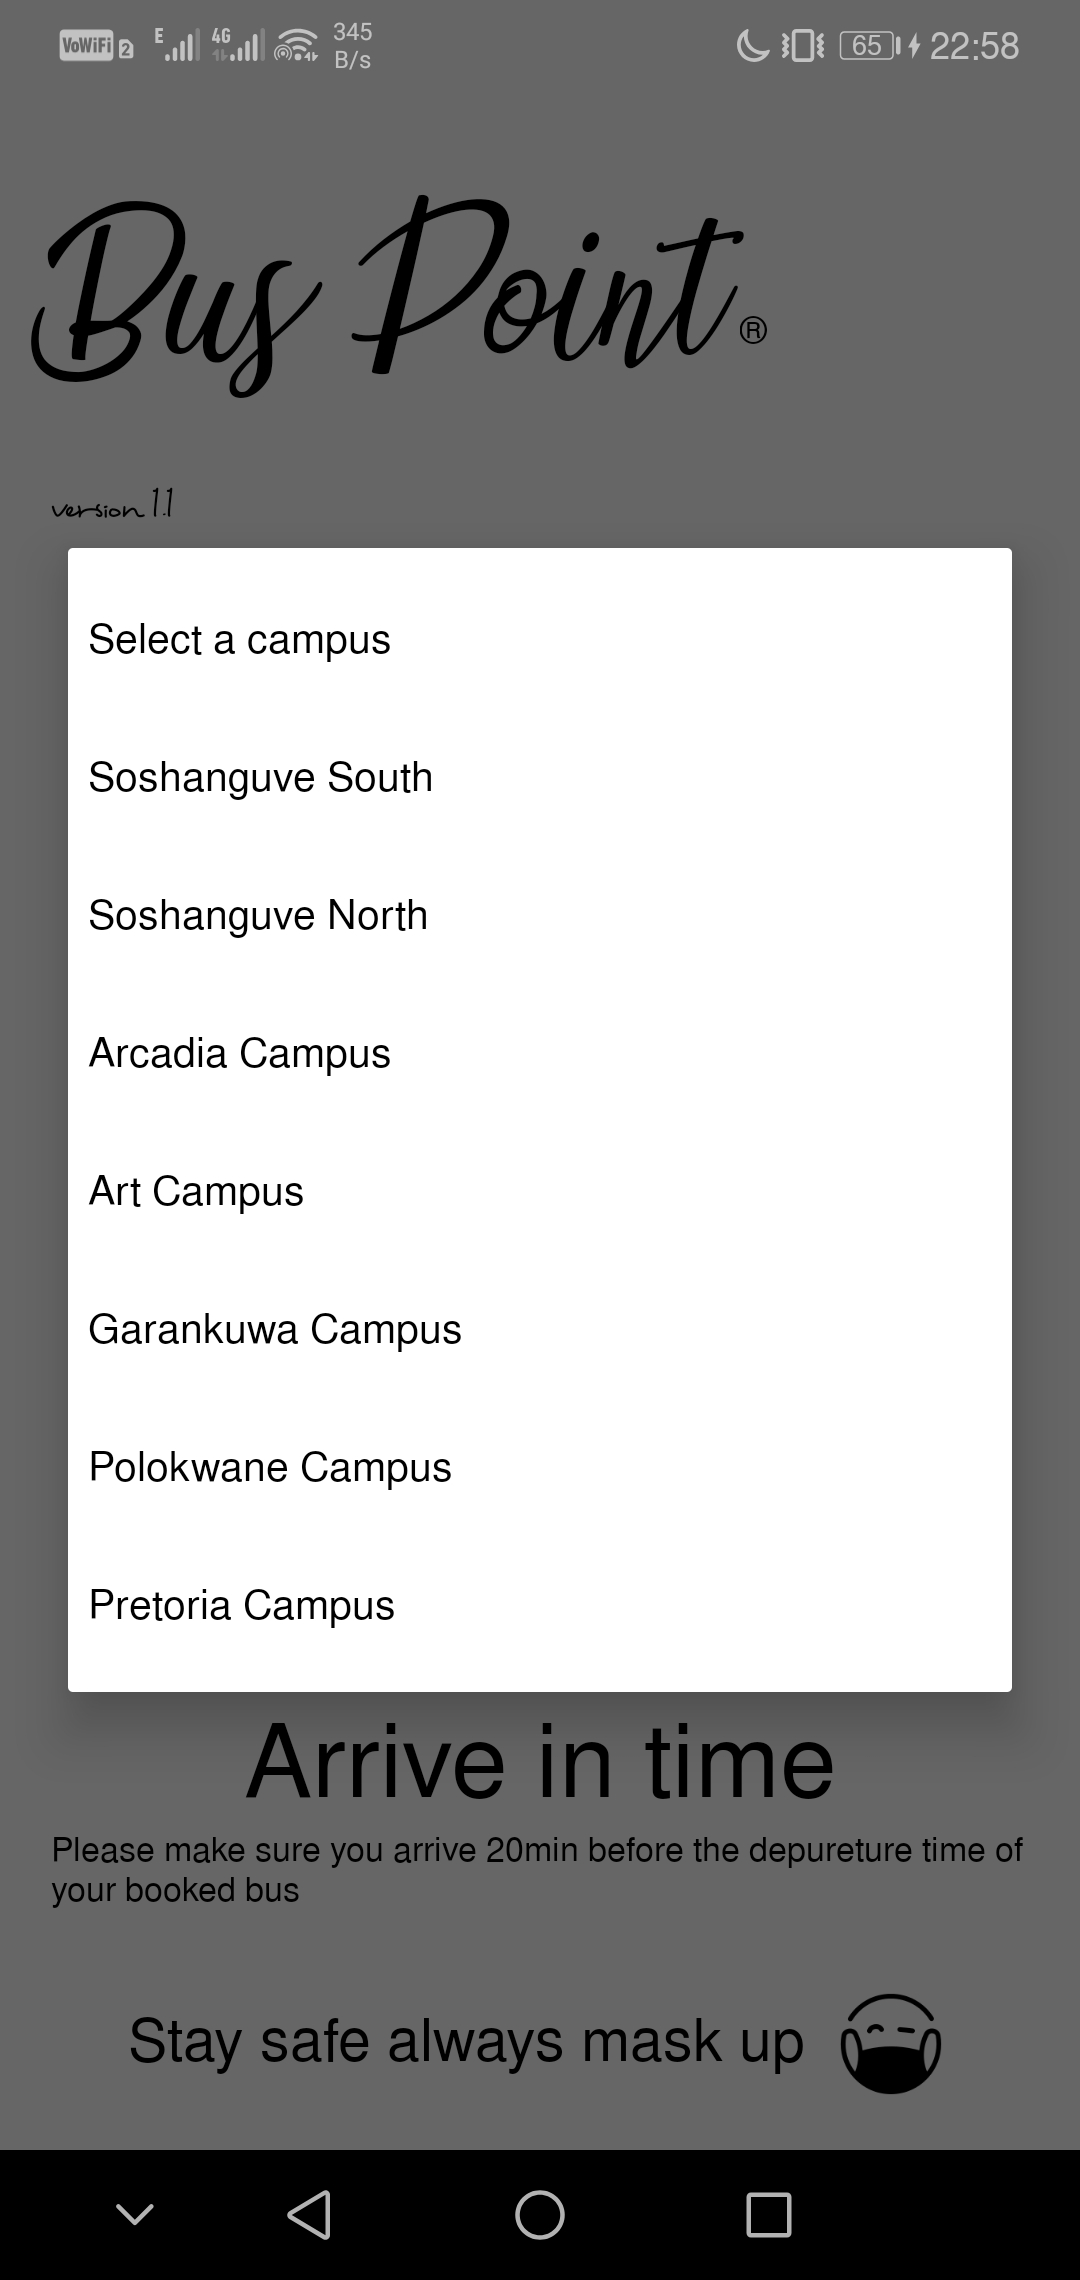 VoWiFi 2 E 4G 345 B/s 65 22:58
Bus Point®
version 1.1
Select a campus
Soshanguve South
Soshanguve North
Arcadia Campus
Art Campus
Garankuwa Campus
Polokwane Campus
Pretoria Campus
Arrive in time
Please make sure you arrive 20min before the depureture time of
your booked bus
Stay safe always mask up